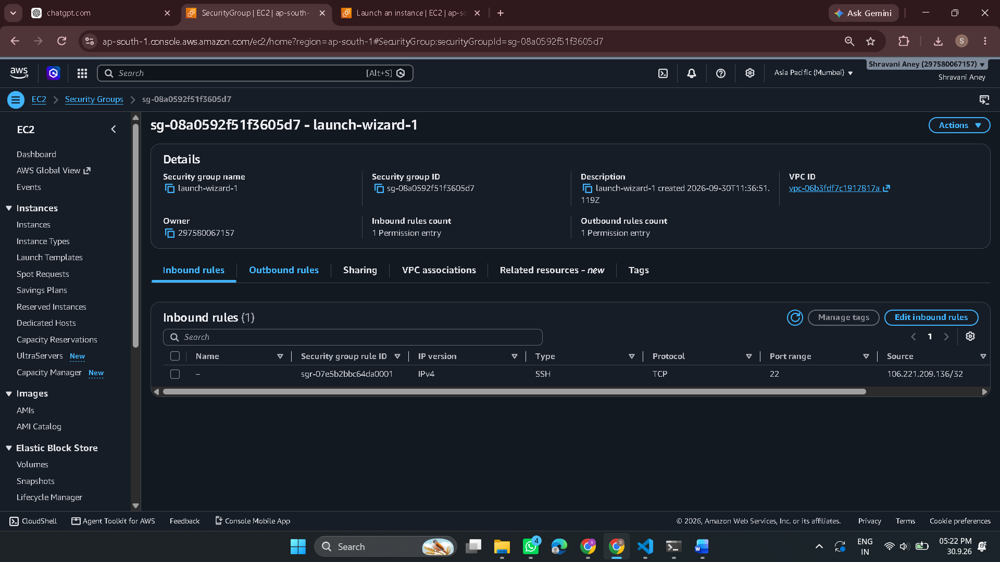 chatgpt.com
SecurityGroup | EC2 | ap-south-
Launch an instance | EC2 | ap-so
Ask Gemini
ap-south-1.console.aws.amazon.com/ec2/home?region=ap-south-1#SecurityGroup:securityGroupId=sg-08a0592f51f3605d7
S
aws
Search
[Alt+S]
Asia Pacific (Mumbai)
Shravani Aney (297580067157)
Shravani Aney
EC2
Security Groups
sg-08a0592f51f3605d7
EC2
Dashboard
AWS Global View
Events
Instances
Instances
Instance Types
Launch Templates
Spot Requests
Savings Plans
Reserved Instances
Dedicated Hosts
Capacity Reservations
UltraServers New
Capacity Manager New
Images
AMIs
AMI Catalog
Elastic Block Store
Volumes
Snapshots
Lifecycle Manager
sg-08a0592f51f3605d7 - launch-wizard-1
Actions
Details
Security group name
launch-wizard-1
Security group ID
sg-08a0592f51f3605d7
Description
launch-wizard-1 created 2026-09-30T11:36:51.
119Z
VPC ID
vpc-06b3fdf7c1917817a
Owner
297580067157
Inbound rules count
1 Permission entry
Outbound rules count
1 Permission entry
Inbound rules
Outbound rules
Sharing
VPC associations
Related resources - new
Tags
Inbound rules (1)
Manage tags
Edit inbound rules
Search
1
Name
Security group rule ID
IP version
Type
Protocol
Port range
Source
–
sgr-07e5b2bbc64da0001
IPv4
SSH
TCP
22
106.221.209.136/32
CloudShell
Agent Toolkit for AWS
Feedback
Console Mobile App
© 2026, Amazon Web Services, Inc. or its affiliates.
Privacy
Terms
Cookie preferences
Search
4
ENG
IN
05:22 PM
30.9.26